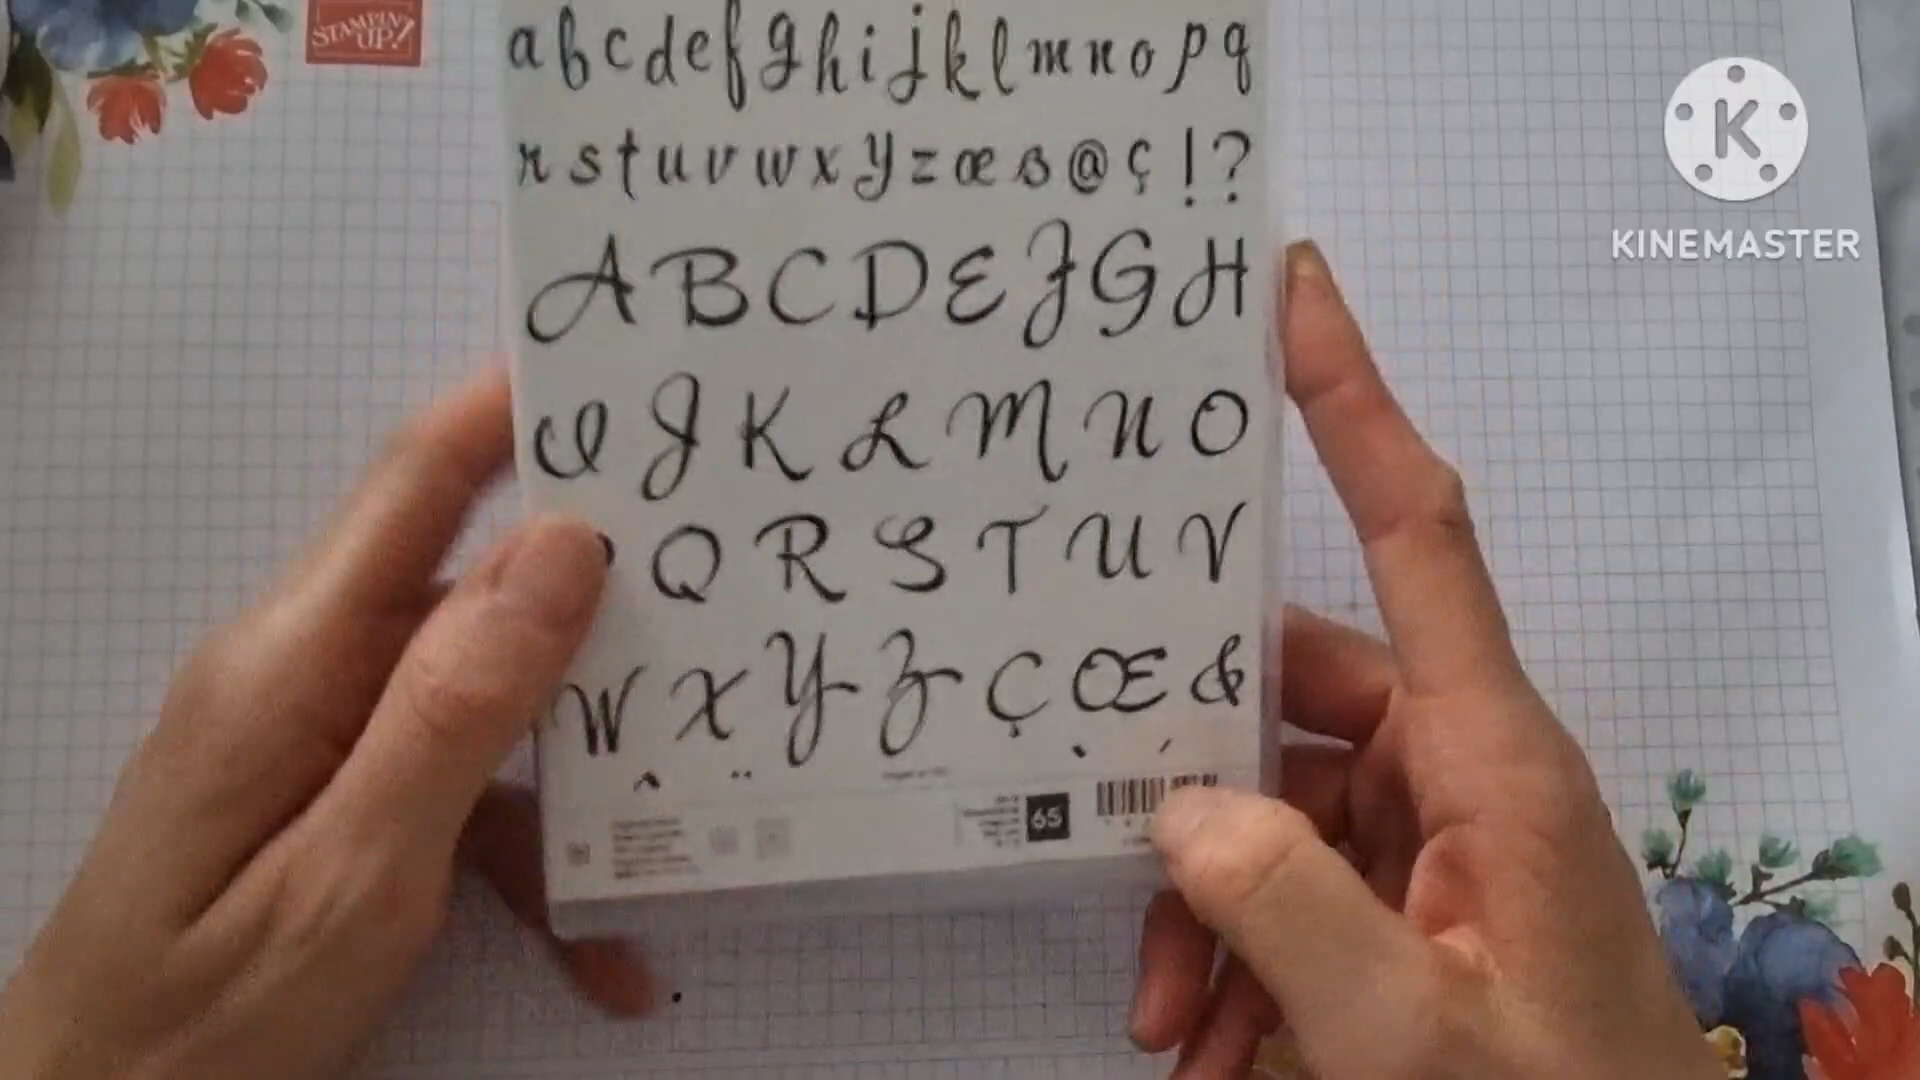 STAMPIN' UP!
a b c d e f g h i j k l m n o p q
r s t u v w x y z œ ß @ ç ! ?
A B C D E F G H
I J K L M N O
Q R S T U V
W X Y Z Ç Œ &
65
KINEMASTER